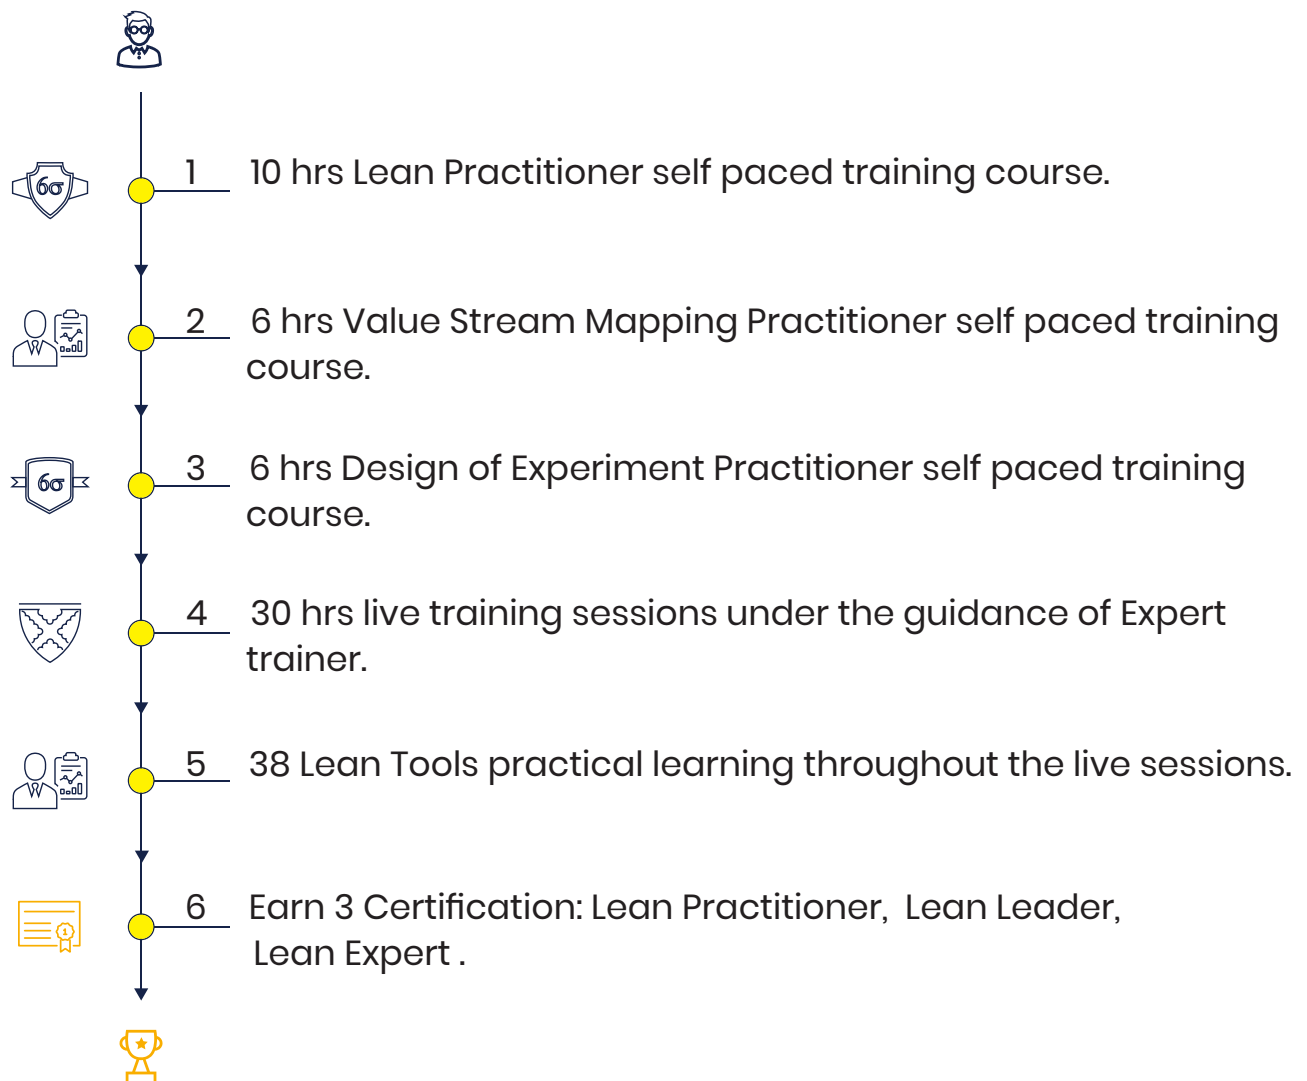 6σ
1 10 hrs Lean Practitioner self paced training course.
2 6 hrs Value Stream Mapping Practitioner self paced training
course.
6σ
3 6 hrs Design of Experiment Practitioner self paced training
course.
4 30 hrs live training sessions under the guidance of Expert
trainer.
5 38 Lean Tools practical learning throughout the live sessions.
6 Earn 3 Certification: Lean Practitioner, Lean Leader,
1
Lean Expert .